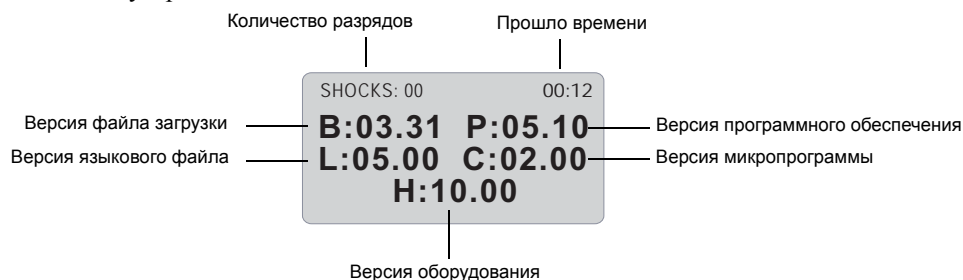 Количество разрядов Прошло времени
SHOCKS: 00 00:12
Версия файла загрузки B:03.31 P:05.10 Версия программного обеспечения
Версия языкового файла L:05.00 C:02.00 Версия микропрограммы
H:10.00
Версия оборудования